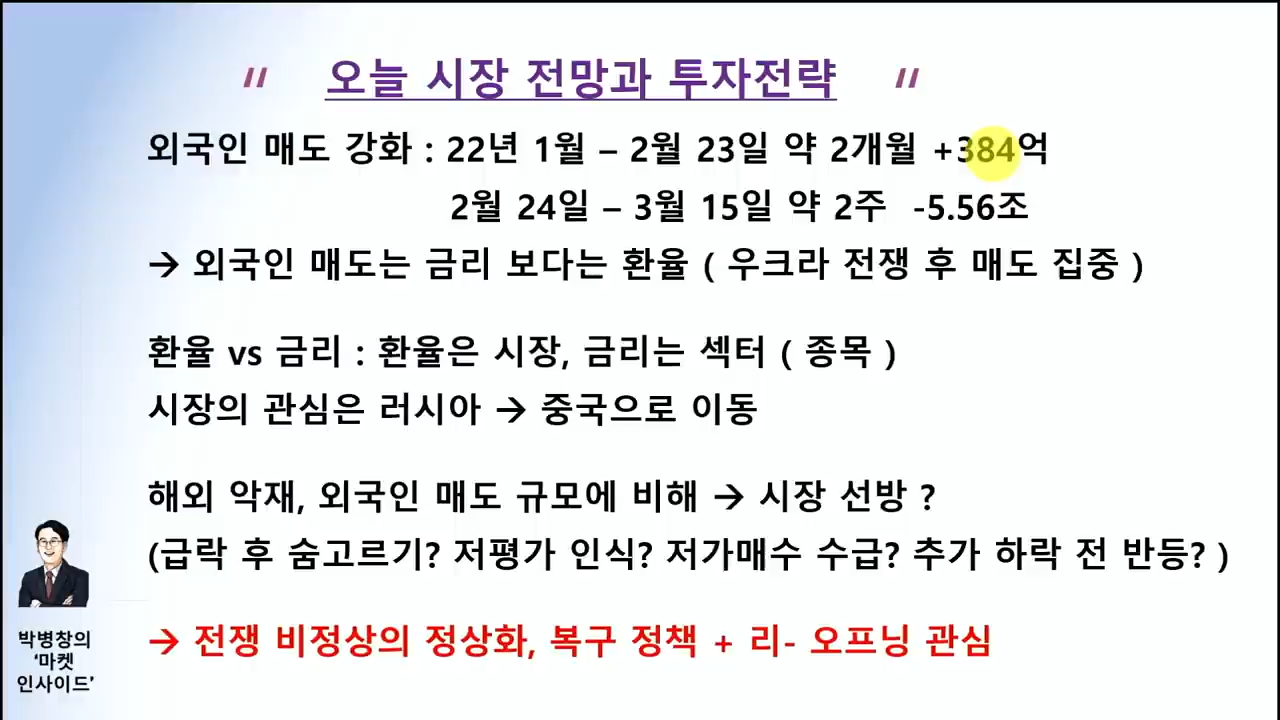 " 오늘 시장 전망과 투자전략 "
외국인 매도 강화 : 22년 1월 – 2월 23일 약 2개월 +384억
2월 24일 – 3월 15일 약 2주 -5.56조
→ 외국인 매도는 금리 보다는 환율 ( 우크라 전쟁 후 매도 집중 )
환율 vs 금리 : 환율은 시장, 금리는 섹터 ( 종목 )
시장의 관심은 러시아 → 중국으로 이동
해외 악재, 외국인 매도 규모에 비해 → 시장 선방 ?
(급락 후 숨고르기? 저평가 인식? 저가매수 수급? 추가 하락 전 반등? )
→ 전쟁 비정상의 정상화, 복구 정책 + 리- 오프닝 관심
박병창의
‘마켓
인사이드’